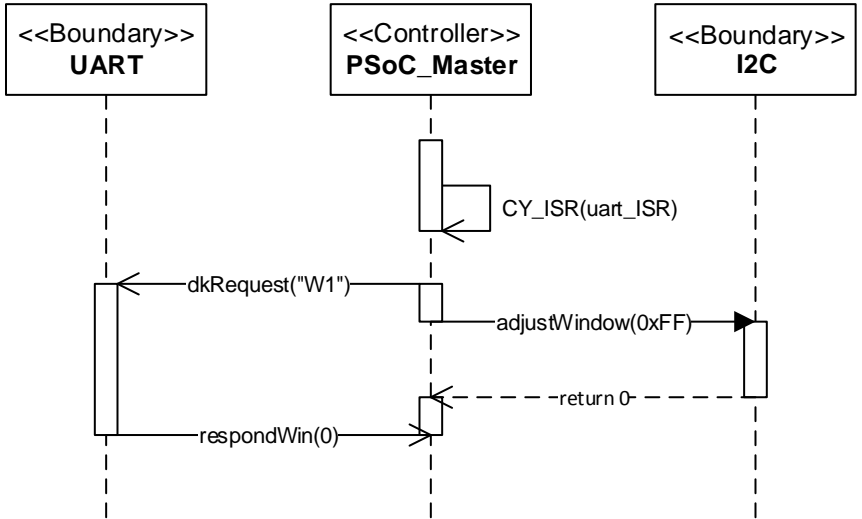 <<Boundary>>
UART
<<Controller>>
PSoC_Master
<<Boundary>>
I2C
CY_ISR(uart_ISR)
dkRequest("W1")
adjustWindow(0xFF)
return 0
respondWin(0)